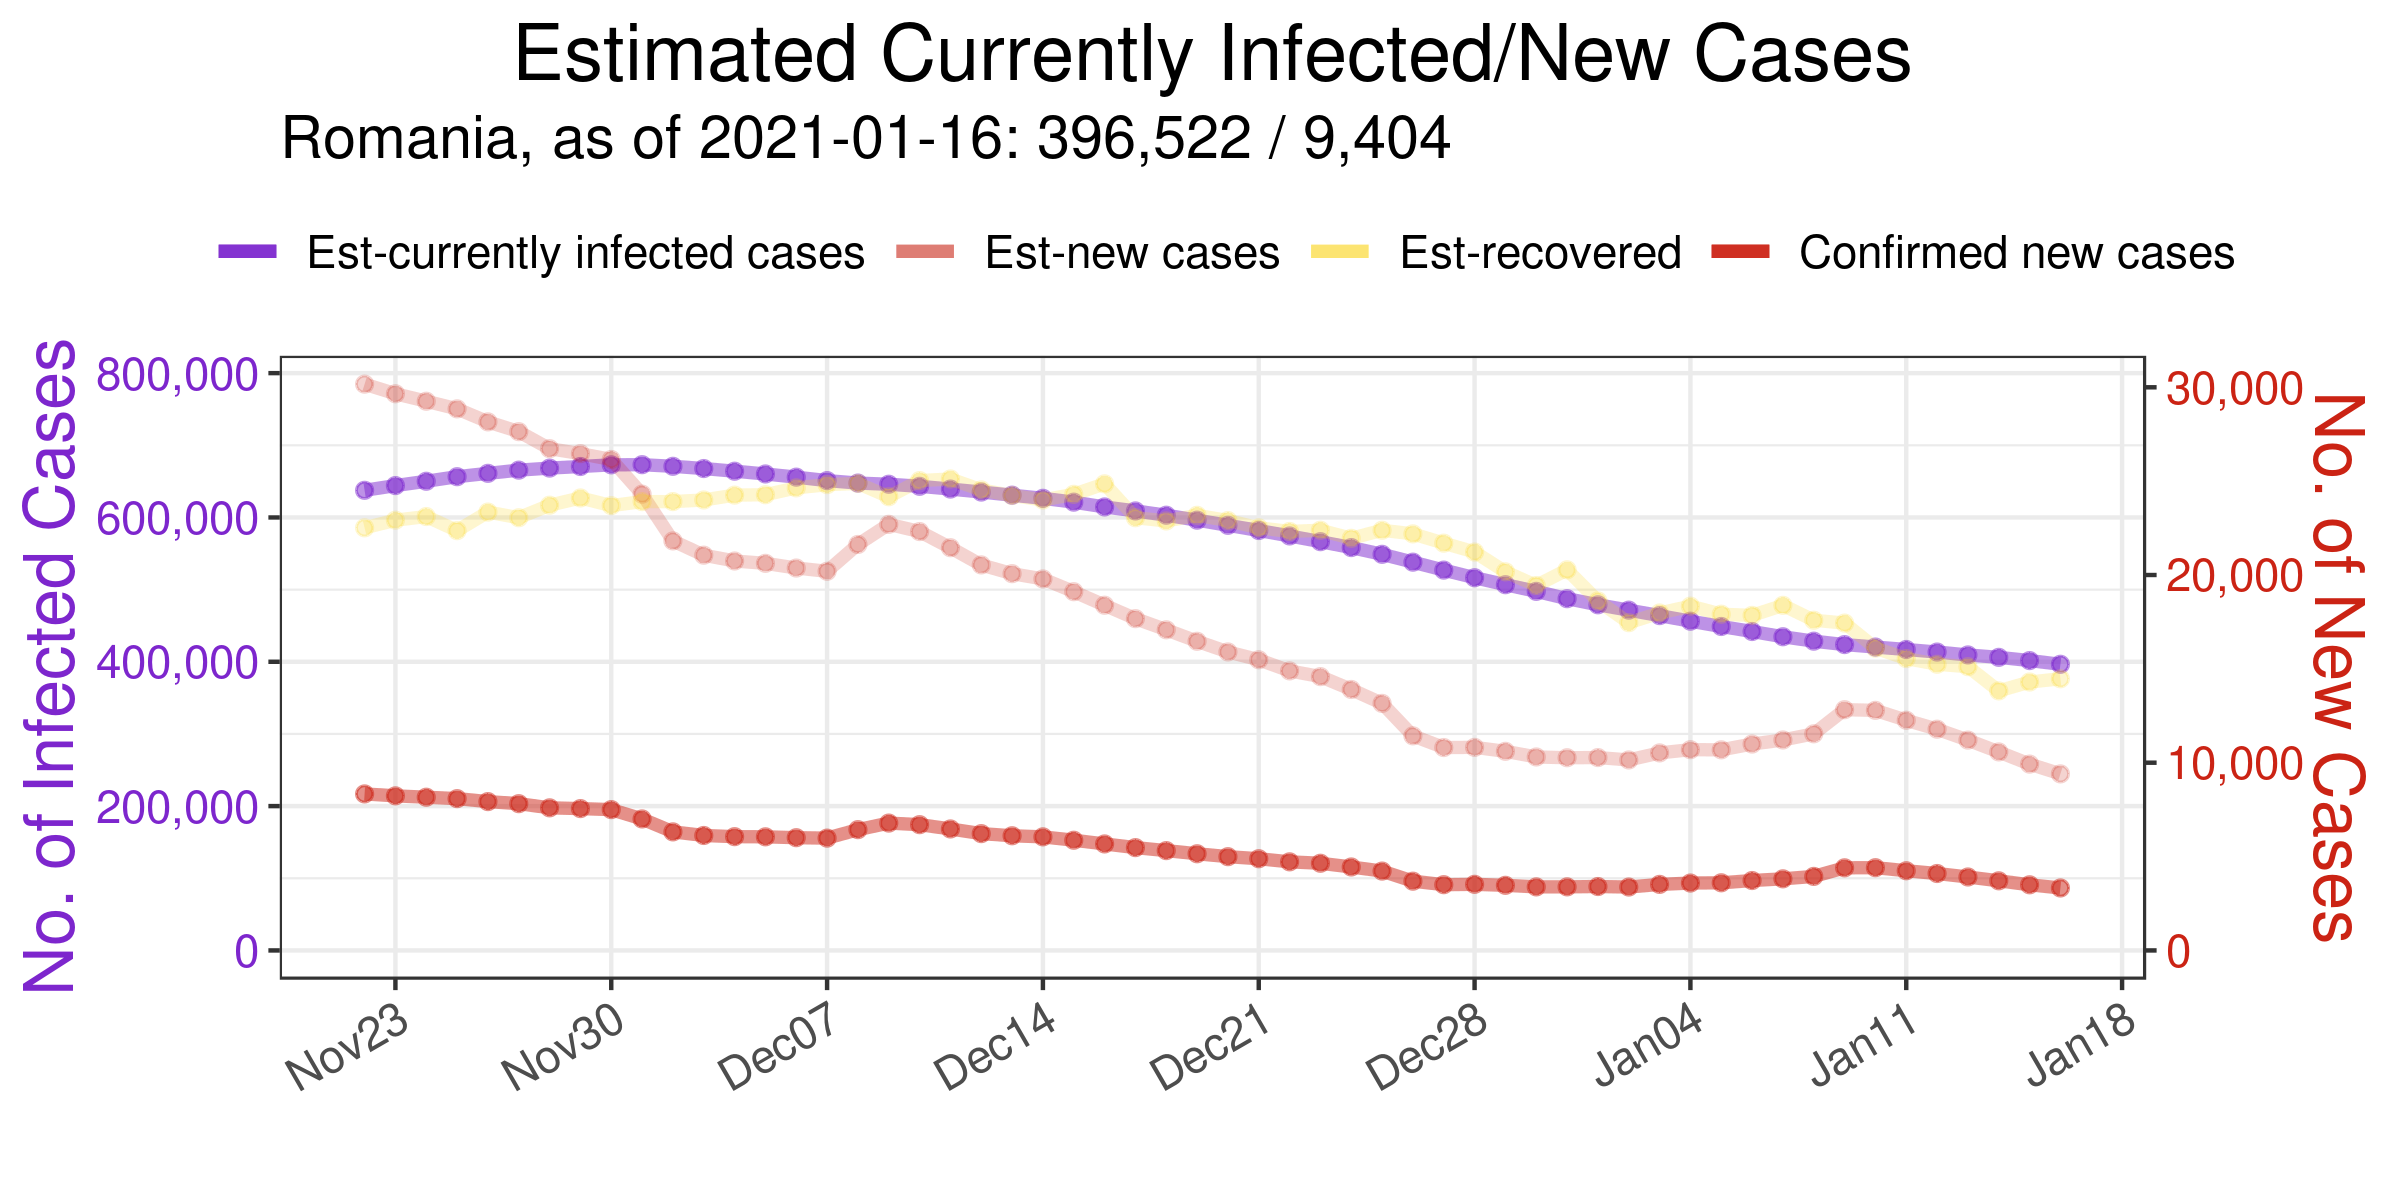 Estimated Currently Infected/New Cases
Romania, as of 2021-01-16: 396,522 / 9,404
Est-currently infected cases Est-new cases Est-recovered Confirmed new cases
No. of Infected Cases
800,000
600,000
400,000
200,000
0
30,000
20,000
10,000
0
No. of New Cases
Nov23 Nov30 Dec07 Dec14 Dec21 Dec28 Jan04 Jan11 Jan18